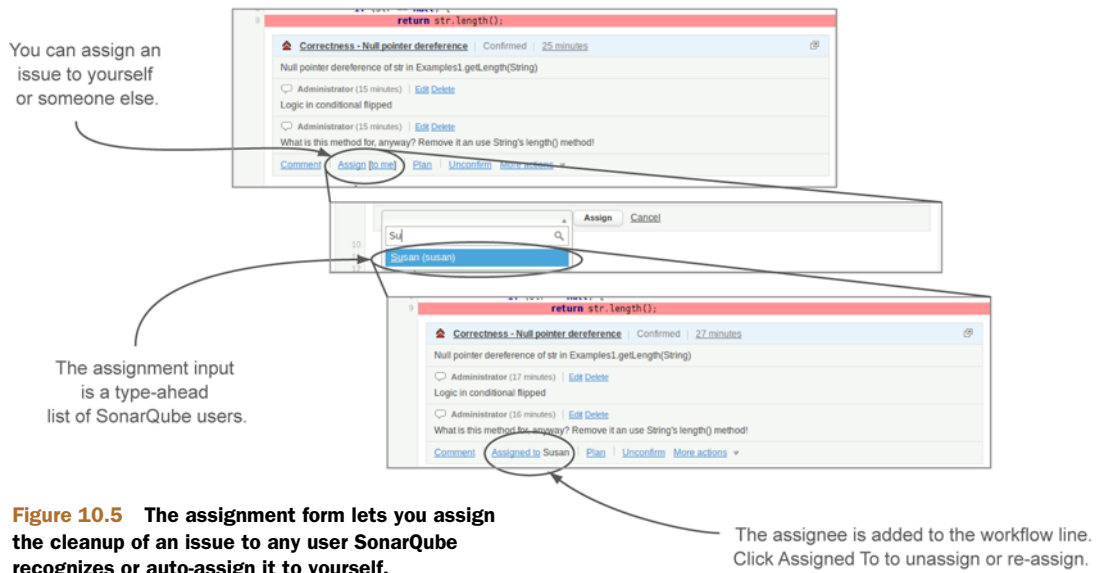 9 return str.length();
You can assign an
issue to yourself
or someone else.
Correctness - Null pointer dereference | Confirmed | 25 minutes
Null pointer dereference of str in Examples1.getLength(String)
Administrator (15 minutes) | Edit Delete
Logic in conditional flipped
Administrator (15 minutes) | Edit Delete
What is this method for, anyway? Remove it an use String's length() method!
Comment Assign [to me] Plan Unconfirm More actions
Assign Cancel
Su
10
Susan (susan)
12
The assignment input
is a type-ahead
list of SonarQube users.
9 return str.length();
Correctness - Null pointer dereference | Confirmed | 27 minutes
Null pointer dereference of str in Examples1.getLength(String)
Administrator (17 minutes) | Edit Delete
Logic in conditional flipped
Administrator (16 minutes) | Edit Delete
What is this method for, anyway? Remove it an use String's length() method!
Comment Assigned to Susan Plan Unconfirm More actions
Figure 10.5 The assignment form lets you assign
the cleanup of an issue to any user SonarQube
recognizes or auto-assign it to yourself.
The assignee is added to the workflow line.
Click Assigned To to unassign or re-assign.